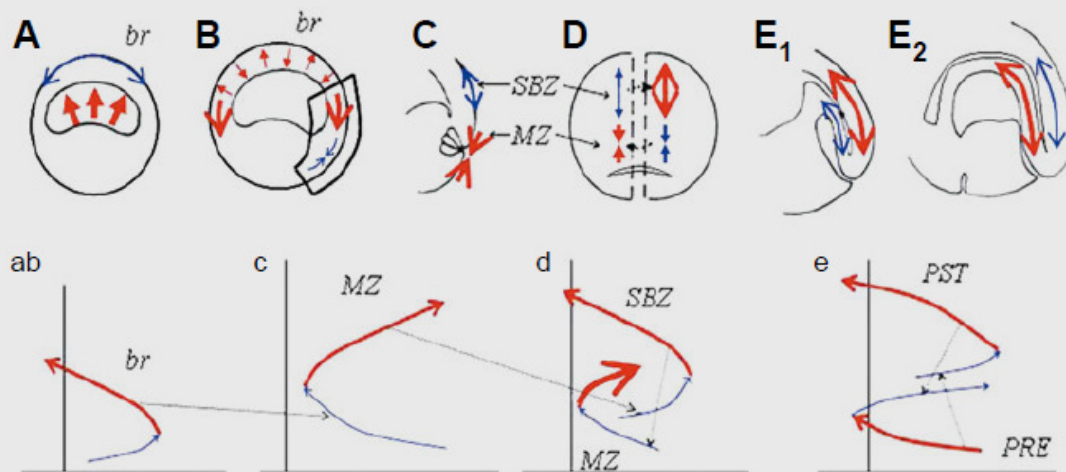 A br B br C D E1 E2
SBZ
MZ
ab c d e
MZ SBZ PST
br
MZ PRE